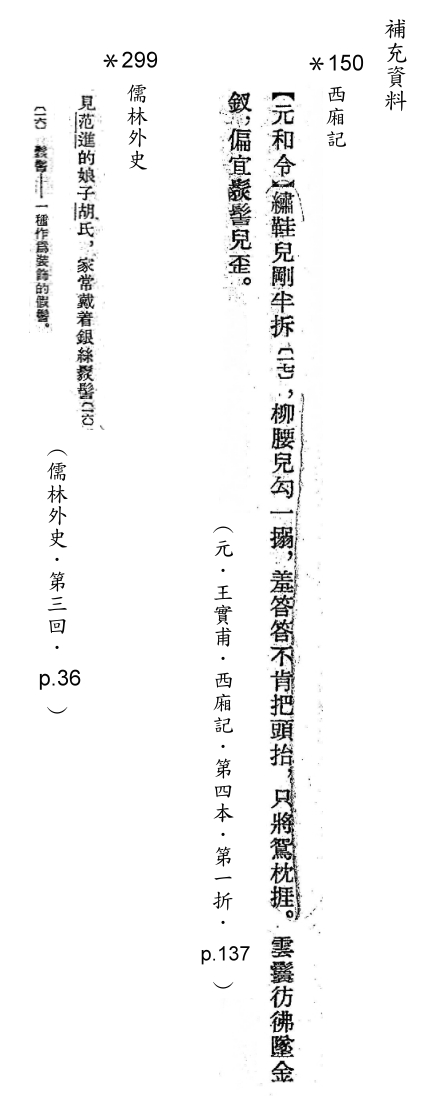 補充資料
＊150
西廂記
【元和令】繡鞋兒剛半拆〔一七〕，柳腰兒勾一搦，羞答答不肯把頭抬，只將鴛枕捱。雲鬟彷彿墜金
釵，偏宜鬏髻兒歪。
（元．王實甫．西廂記．第四本．第一折．p.137）
＊299
儒林外史
見范進的娘子胡氏，家常戴着銀絲鬏髻〔一六〕
〔一六〕 鬏髻——一種作爲裝飾的假髻。
（儒林外史．第三回．p.36）